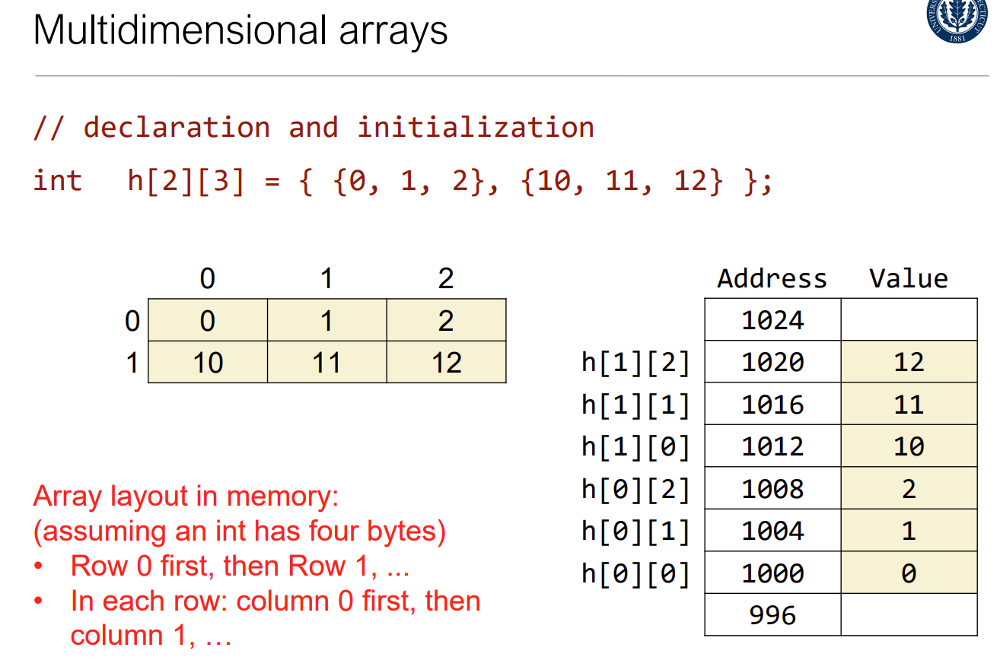 Multidimensional arrays
1881
// declaration and initialization
int h[2][3] = { {0, 1, 2}, {10, 11, 12} };
0 1 2
0 0 1 2
1 10 11 12
Address Value
1024
h[1][2] 1020 12
h[1][1] 1016 11
h[1][0] 1012 10
h[0][2] 1008 2
h[0][1] 1004 1
h[0][0] 1000 0
996
Array layout in memory:
(assuming an int has four bytes)
• Row 0 first, then Row 1, ...
• In each row: column 0 first, then
column 1, …